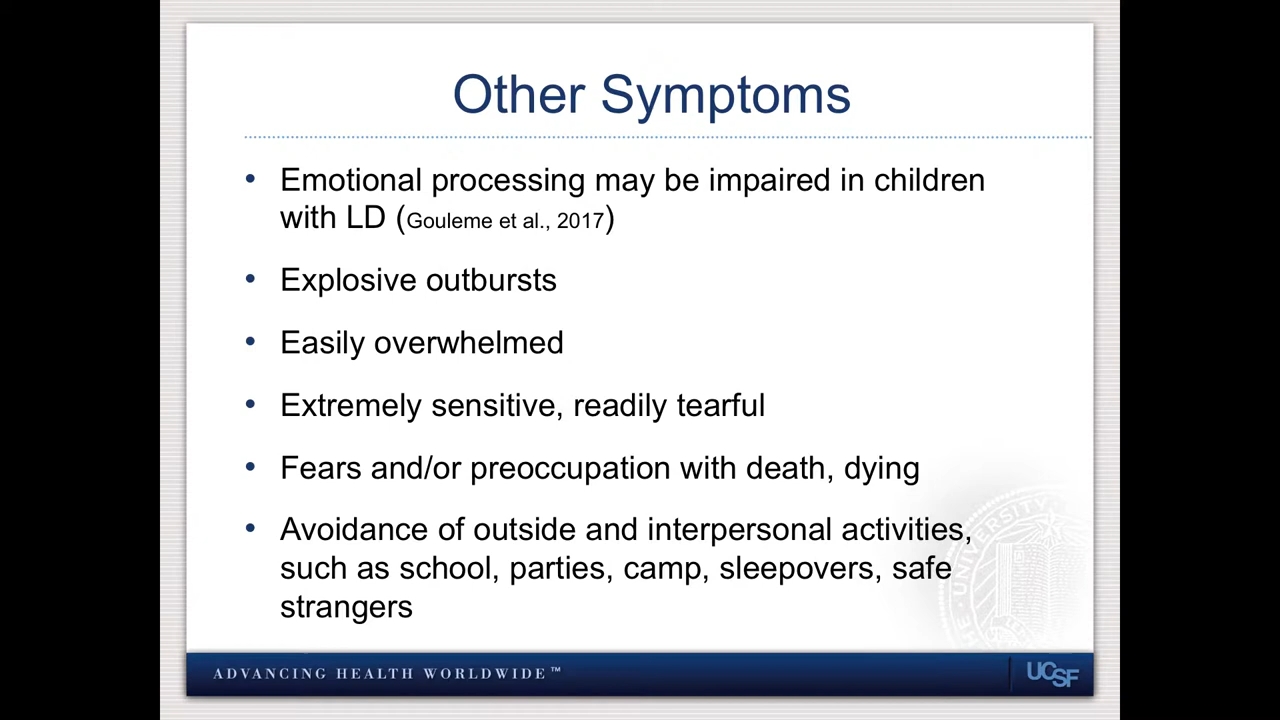 Other Symptoms
• Emotional processing may be impaired in children
with LD (Gouleme et al., 2017)
• Explosive outbursts
• Easily overwhelmed
• Extremely sensitive, readily tearful
• Fears and/or preoccupation with death, dying
• Avoidance of outside and interpersonal activities,
such as school, parties, camp, sleepovers, safe
strangers
ADVANCING HEALTH WORLDWIDE™
UCSF